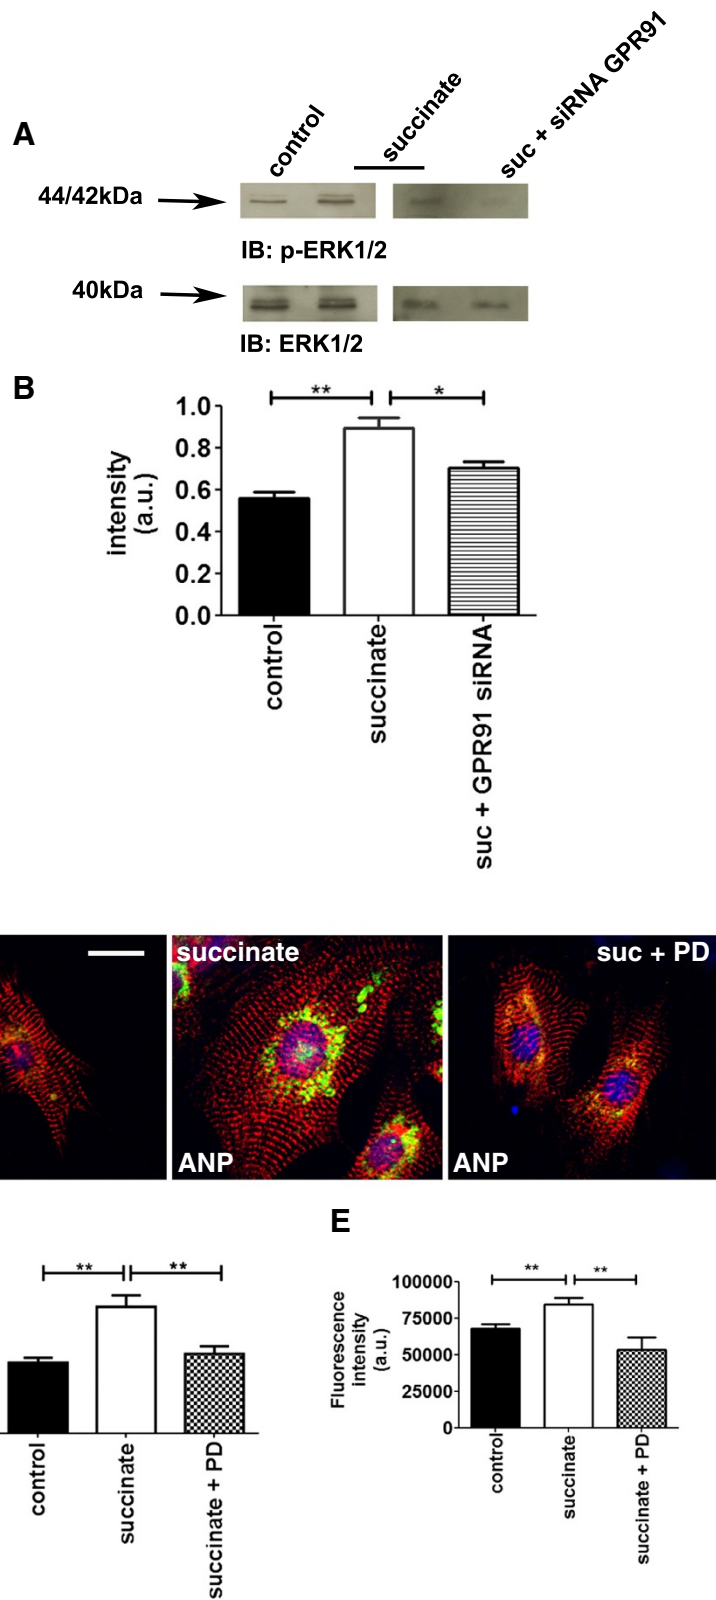 A
control
succinate
suc + siRNA GPR91
44/42kDa
IB: p-ERK1/2
40kDa
IB: ERK1/2
B
** *
1.0
0.8
0.6
0.4
0.2
0.0
intensity
(a.u.)
control
succinate
suc + GPR91 siRNA
succinate
suc + PD
ANP
ANP
** **
control
succinate
succinate + PD
E
** **
100000
75000
50000
25000
0
Fluorescence
intensity
(a.u.)
control
succinate
succinate + PD